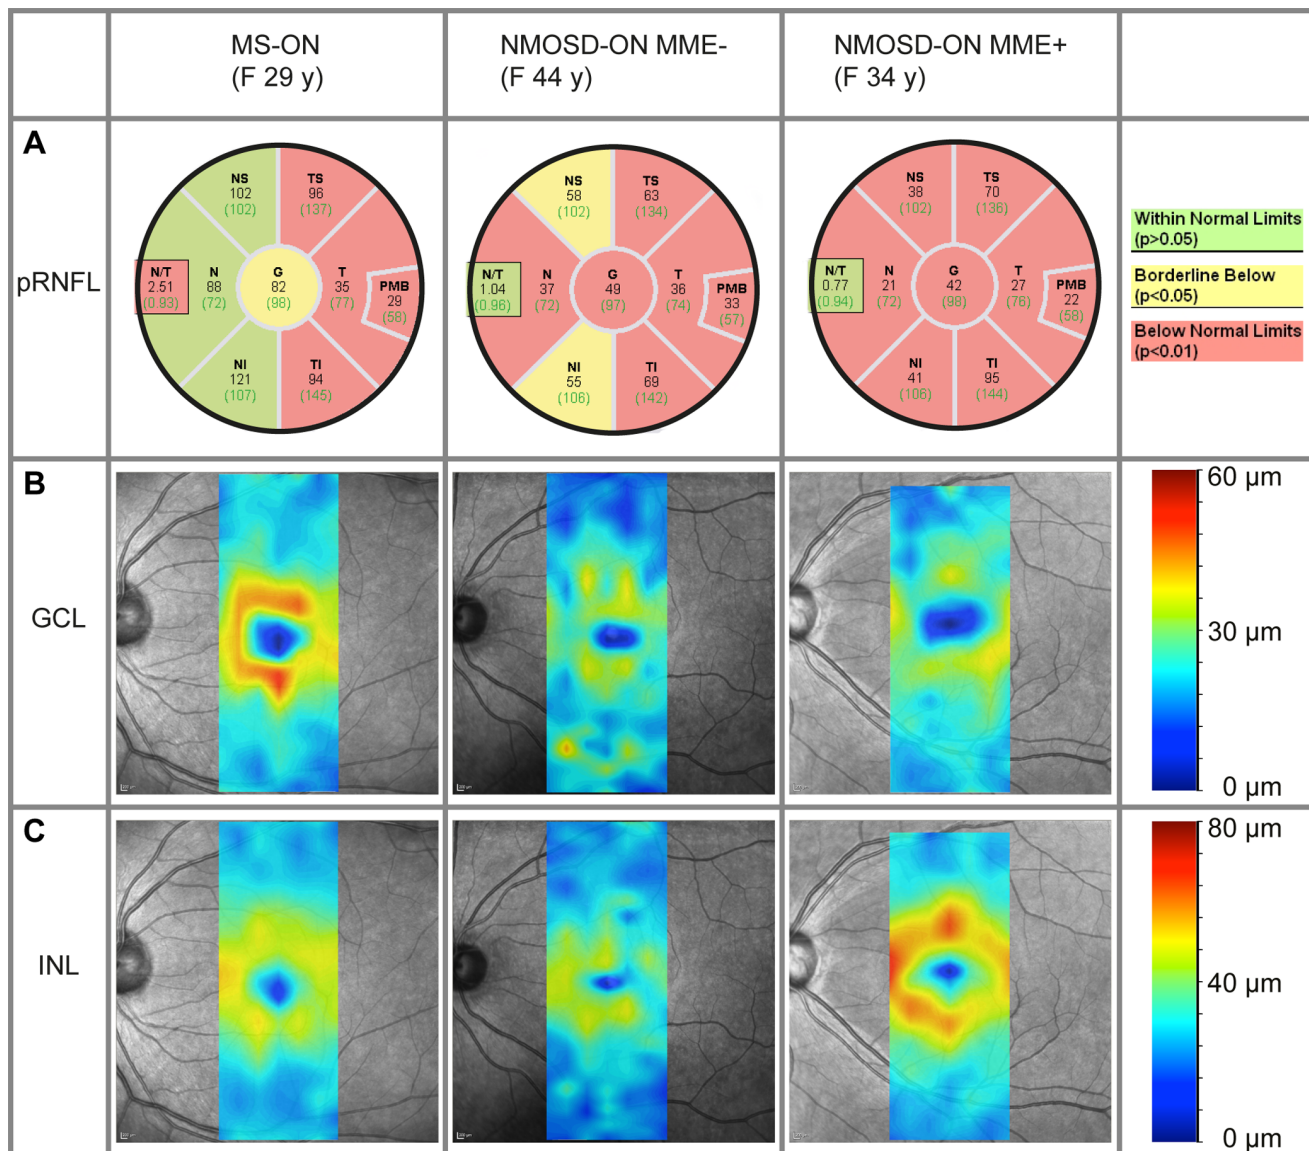 MS-ON
(F 29 y)
NMOSD-ON MME-
(F 44 y)
NMOSD-ON MME+
(F 34 y)
A
pRNFL
NS
102
(102)
TS
96
(137)
N/T
2.51
(0.93)
N
88
(72)
G
82
(98)
T
35
(77)
PMB
29
(58)
NI
121
(107)
TI
94
(145)
NS
58
(102)
TS
63
(134)
N/T
1.04
(0.96)
N
37
(72)
G
49
(97)
T
36
(74)
PMB
33
(57)
NI
55
(106)
TI
69
(142)
NS
38
(102)
TS
70
(136)
N/T
0.77
(0.94)
N
21
(72)
G
42
(98)
T
27
(76)
PMB
22
(58)
NI
41
(106)
TI
95
(144)
Within Normal Limits
(p>0.05)
Borderline Below
(p<0.05)
Below Normal Limits
(p<0.01)
B
GCL
60 µm
30 µm
0 µm
C
INL
80 µm
40 µm
0 µm